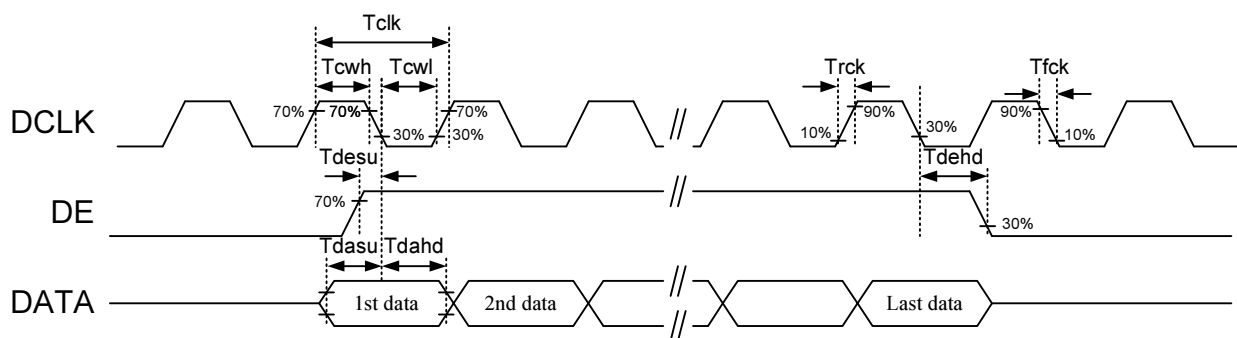 Tclk
Tcwh Tcwl Trck Tfck
DCLK 70% 70% 70% 90% 30% 90%
30% 30% 10% 10%
Tdesu Tdehd
DE 70% 30%
Tdasu Tdahd
DATA 1st data 2nd data Last data